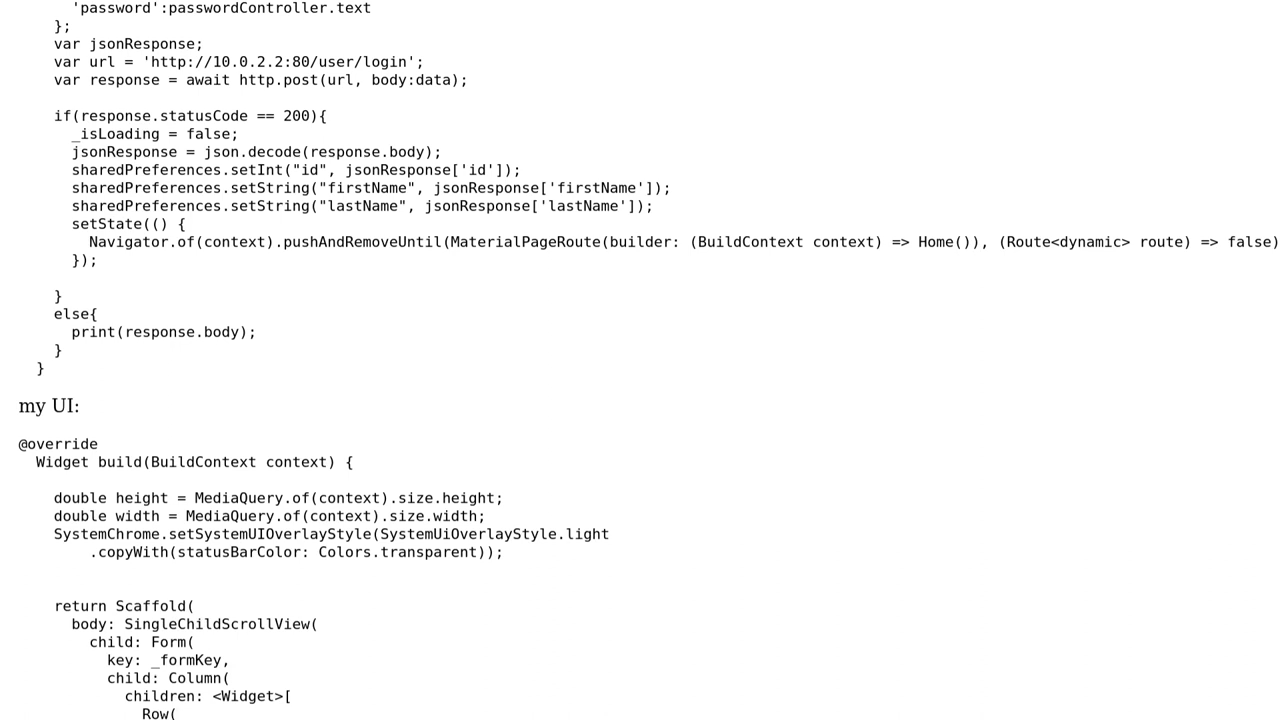 'password':passwordController.text
};
var jsonResponse;
var url = 'http://10.0.2.2:80/user/login';
var response = await http.post(url, body:data);
if(response.statusCode == 200){
_isLoading = false;
jsonResponse = json.decode(response.body);
sharedPreferences.setInt("id", jsonResponse['id']);
sharedPreferences.setString("firstName", jsonResponse['firstName']);
sharedPreferences.setString("lastName", jsonResponse['lastName']);
setState(() {
Navigator.of(context).pushAndRemoveUntil(MaterialPageRoute(builder: (BuildContext context) => Home()), (Route<dynamic> route) => false)
});
}
else{
print(response.body);
}
}
my UI:
@override
Widget build(BuildContext context) {
double height = MediaQuery.of(context).size.height;
double width = MediaQuery.of(context).size.width;
SystemChrome.setSystemUIOverlayStyle(SystemUiOverlayStyle.light
.copyWith(statusBarColor: Colors.transparent));
return Scaffold(
body: SingleChildScrollView(
child: Form(
key: _formKey,
child: Column(
children: <Widget>[
Row(